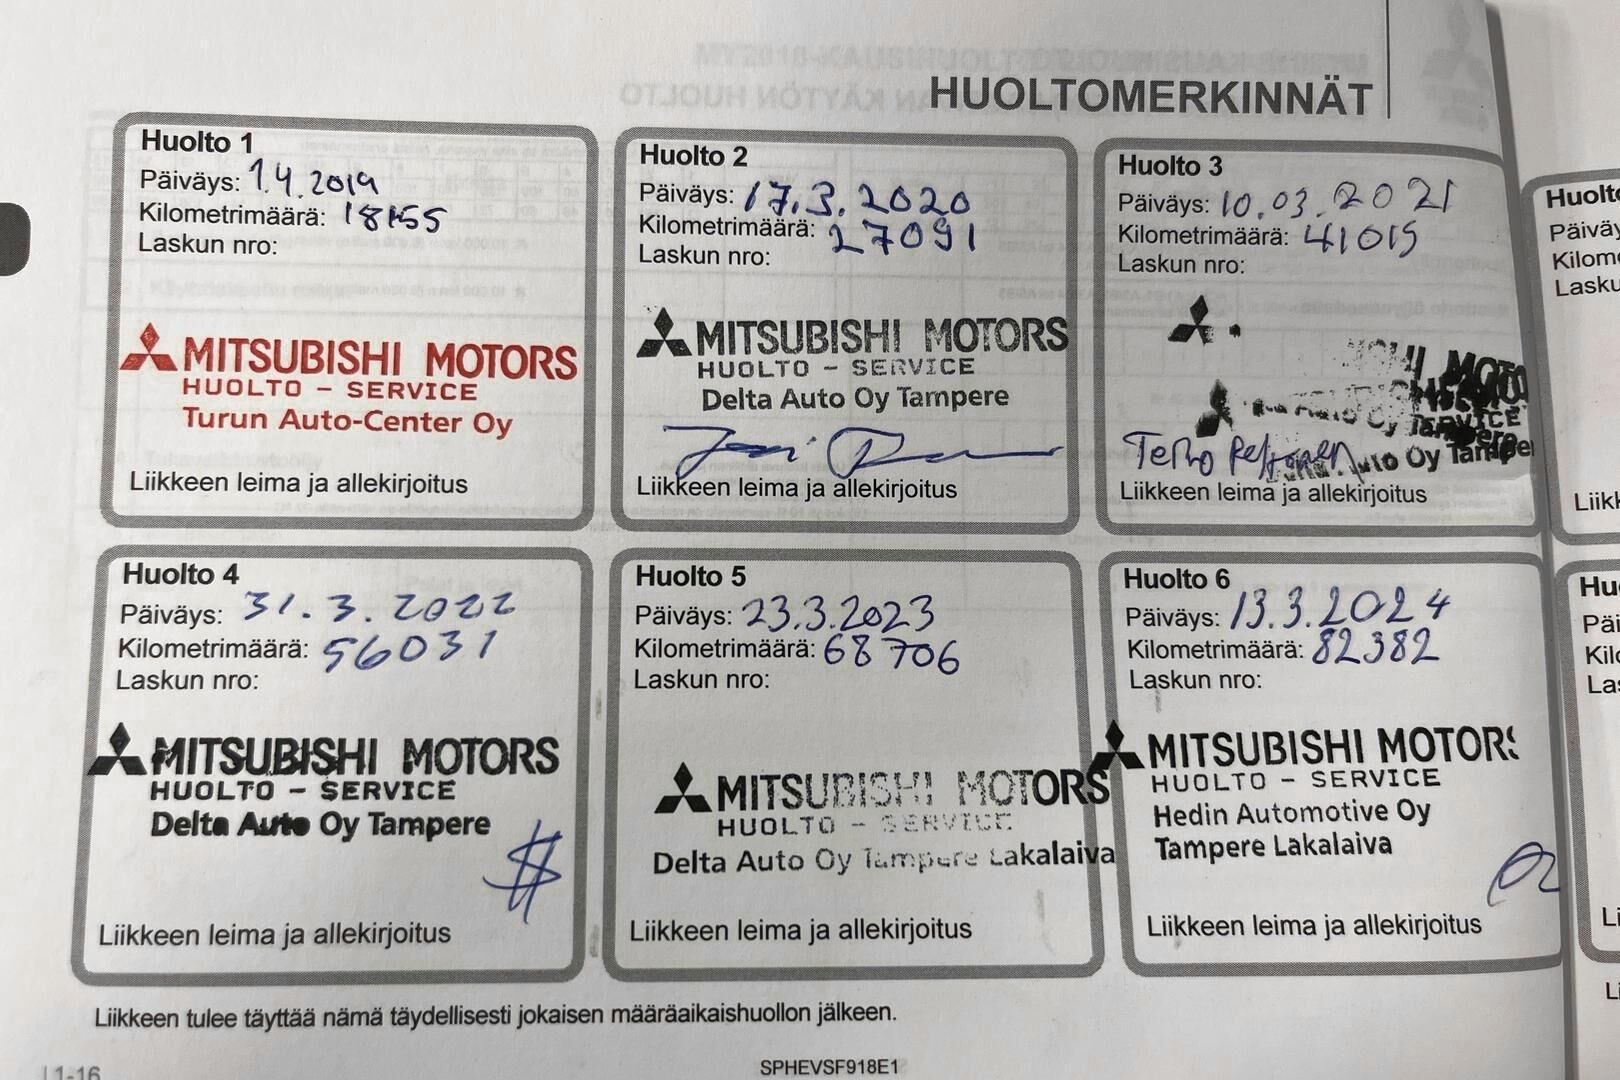 HUOLTOMERKINNÄT
Huolto 1
Päiväys: 1.4.2019
Kilometrimäärä: 18155
Laskun nro:
MITSUBISHI MOTORS
HUOLTO - SERVICE
Turun Auto-Center Oy
Liikkeen leima ja allekirjoitus
Huolto 2
Päiväys: 17.3.2020
Kilometrimäärä: 27091
Laskun nro:
MITSUBISHI MOTORS
HUOLTO - SERVICE
Delta Auto Oy Tampere
Liikkeen leima ja allekirjoitus
Huolto 3
Päiväys: 10.03.2021
Kilometrimäärä: 41015
Laskun nro:
Oy Tampere
Liikkeen leima ja allekirjoitus
Huolto 4
Päiväys: 31.3.2022
Kilometrimäärä: 56031
Laskun nro:
MITSUBISHI MOTORS
HUOLTO - SERVICE
Delta Auto Oy Tampere
Liikkeen leima ja allekirjoitus
Huolto 5
Päiväys: 23.3.2023
Kilometrimäärä: 68706
Laskun nro:
MITSUBISHI MOTORS
HUOLTO - SERVICE
Delta Auto Oy Tampere Lakalaiva
Liikkeen leima ja allekirjoitus
Huolto 6
Päiväys: 13.3.2024
Kilometrimäärä: 82382
Laskun nro:
MITSUBISHI MOTORS
HUOLTO - SERVICE
Hedin Automotive Oy
Tampere Lakalaiva
Liikkeen leima ja allekirjoitus
Liikkeen tulee täyttää nämä täydellisesti jokaisen määräaikaishuollon jälkeen.
SPHEVSF918E1